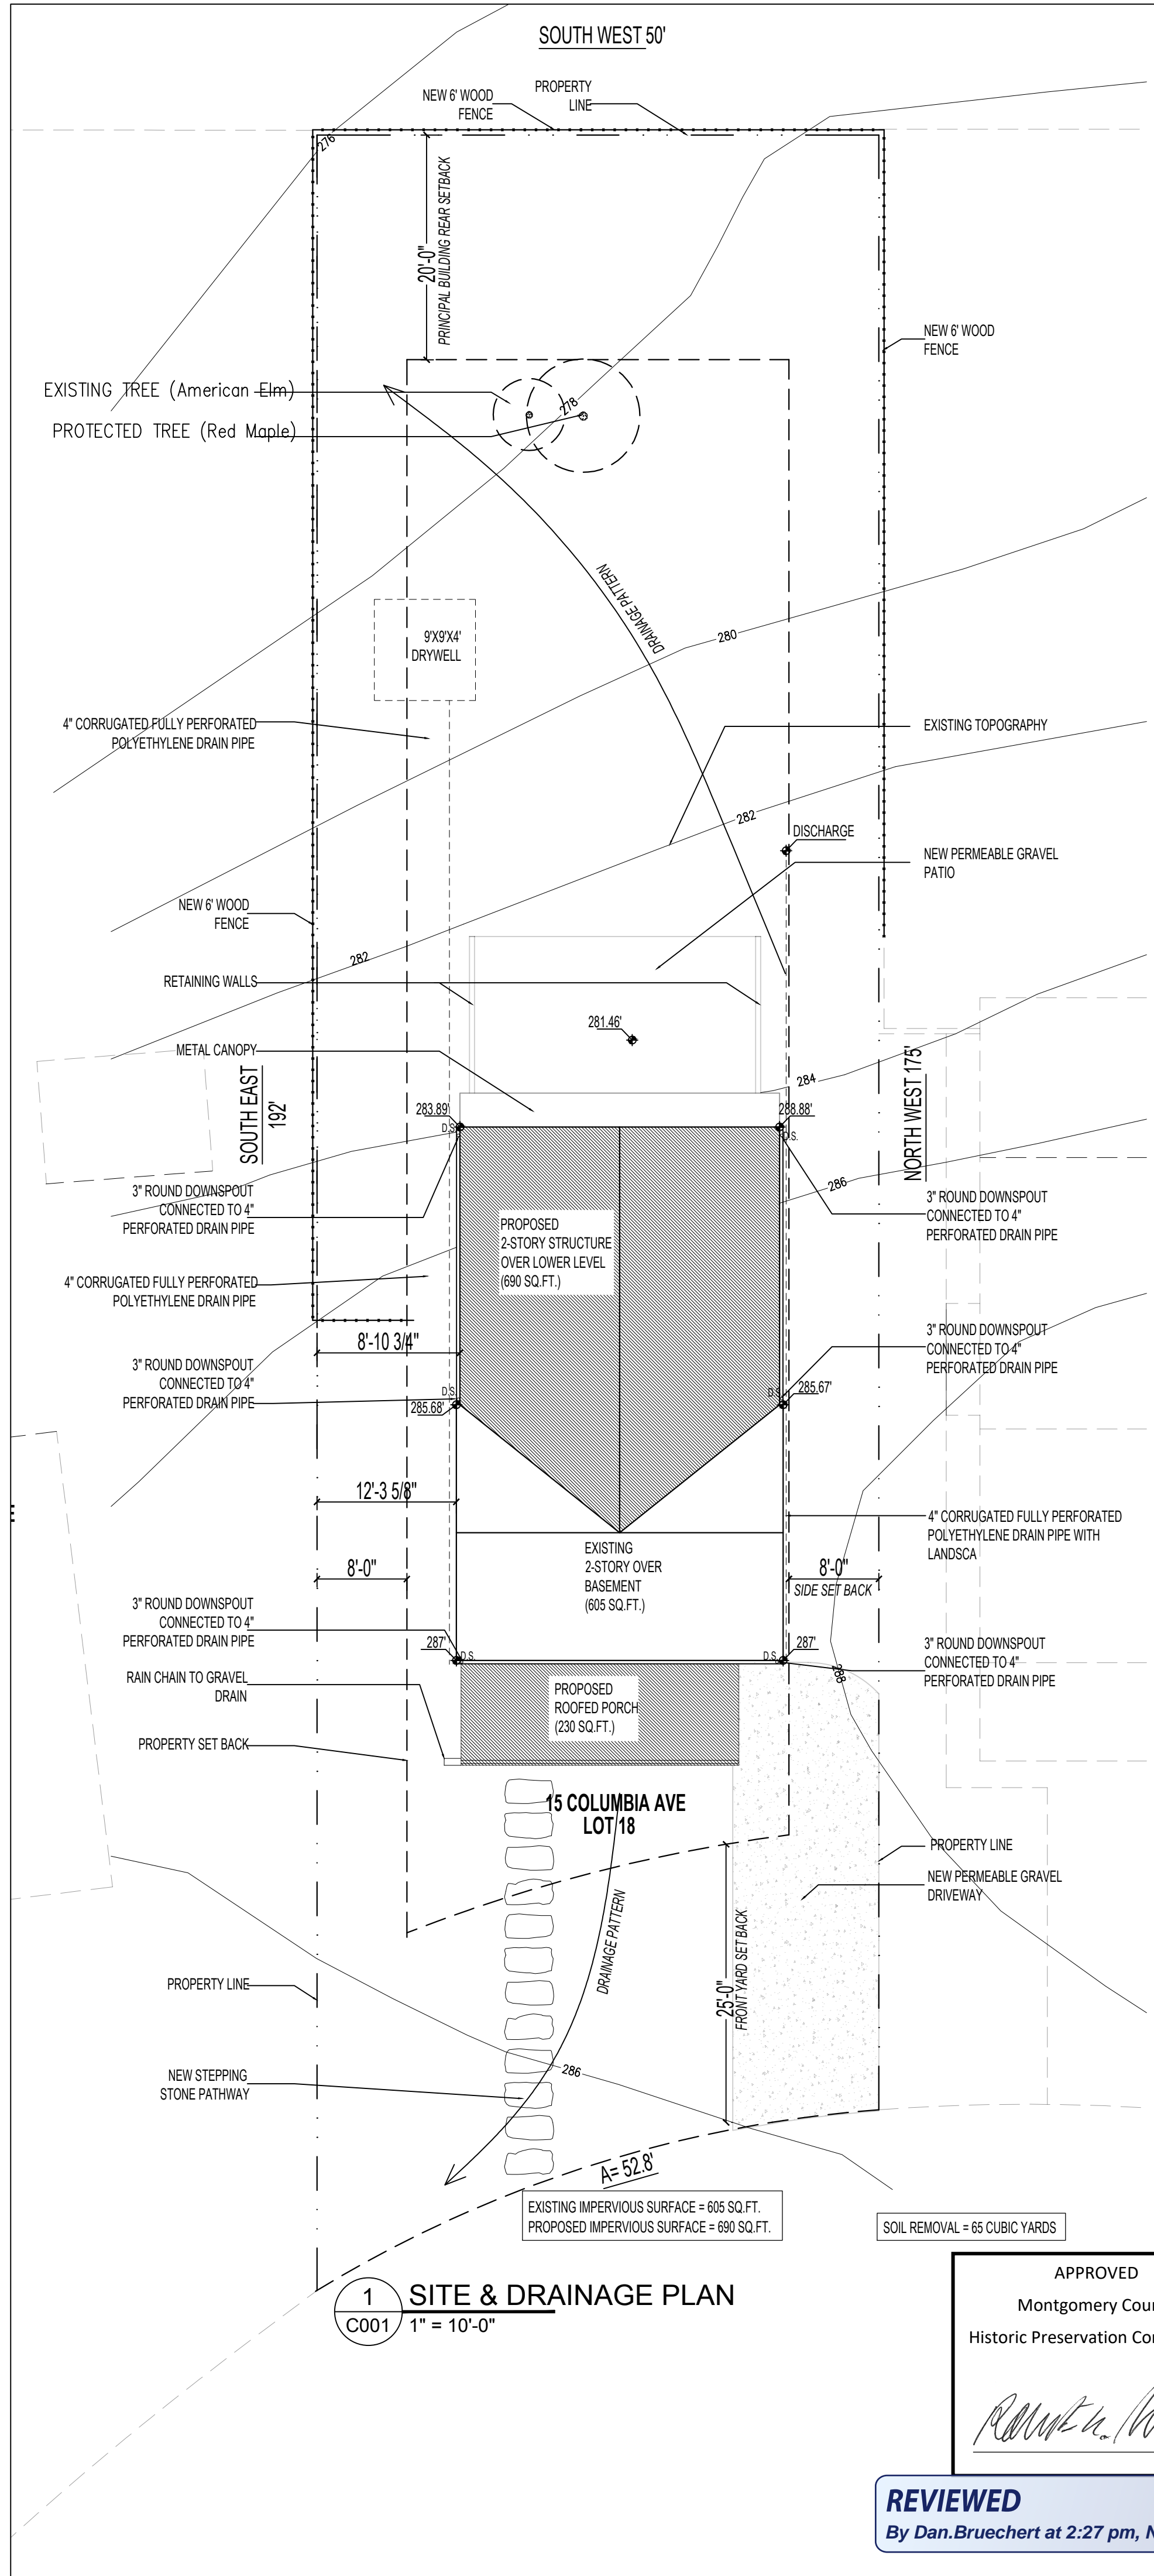 SOUTH WEST 50'
NEW 6' WOOD
FENCE
PROPERTY
LINE
276
20'-0"
PRINCIPAL BUILDING REAR SETBACK
NEW 6' WOOD
FENCE
EXISTING TREE (American Elm)
PROTECTED TREE (Red Maple)
278
DRAINAGE PATTERN
9'X9'X4'
DRYWELL
280
4" CORRUGATED FULLY PERFORATED
POLYETHYLENE DRAIN PIPE
EXISTING TOPOGRAPHY
282
DISCHARGE
NEW PERMEABLE GRAVEL
PATIO
NEW 6' WOOD
FENCE
282
RETAINING WALLS
281.46'
METAL CANOPY
284
SOUTH EAST
192'
NORTH WEST 175'
283.89'
D.S.
288.88'
D.S.
286
3" ROUND DOWNSPOUT
CONNECTED TO 4"
PERFORATED DRAIN PIPE
3" ROUND DOWNSPOUT
CONNECTED TO 4"
PERFORATED DRAIN PIPE
PROPOSED
2-STORY STRUCTURE
OVER LOWER LEVEL
(690 SQ.FT.)
4" CORRUGATED FULLY PERFORATED
POLYETHYLENE DRAIN PIPE
8'-10 3/4"
3" ROUND DOWNSPOUT
CONNECTED TO 4"
PERFORATED DRAIN PIPE
3" ROUND DOWNSPOUT
CONNECTED TO 4"
PERFORATED DRAIN PIPE
D.S.
285.68'
D.S.
285.67'
12'-3 5/8"
4" CORRUGATED FULLY PERFORATED
POLYETHYLENE DRAIN PIPE WITH
LANDSCA
EXISTING
2-STORY OVER
BASEMENT
(605 SQ.FT.)
8'-0"
8'-0"
SIDE SET BACK
3" ROUND DOWNSPOUT
CONNECTED TO 4"
PERFORATED DRAIN PIPE
287'
D.S.
D.S.
287'
3" ROUND DOWNSPOUT
CONNECTED TO 4"
PERFORATED DRAIN PIPE
288
RAIN CHAIN TO GRAVEL
DRAIN
PROPOSED
ROOFED PORCH
(230 SQ.FT.)
PROPERTY SET BACK
15 COLUMBIA AVE
LOT 18
PROPERTY LINE
NEW PERMEABLE GRAVEL
DRIVEWAY
DRAINAGE PATTERN
25'-0"
FRONT YARD SET BACK
PROPERTY LINE
NEW STEPPING
STONE PATHWAY
286
A= 52.8'
EXISTING IMPERVIOUS SURFACE = 605 SQ.FT.
PROPOSED IMPERVIOUS SURFACE = 690 SQ.FT.
SOIL REMOVAL = 65 CUBIC YARDS
1
C001
SITE & DRAINAGE PLAN
1" = 10'-0"
APPROVED
Montgomery Cou
Historic Preservation Co
REVIEWED
By Dan.Bruechert at 2:27 pm, N